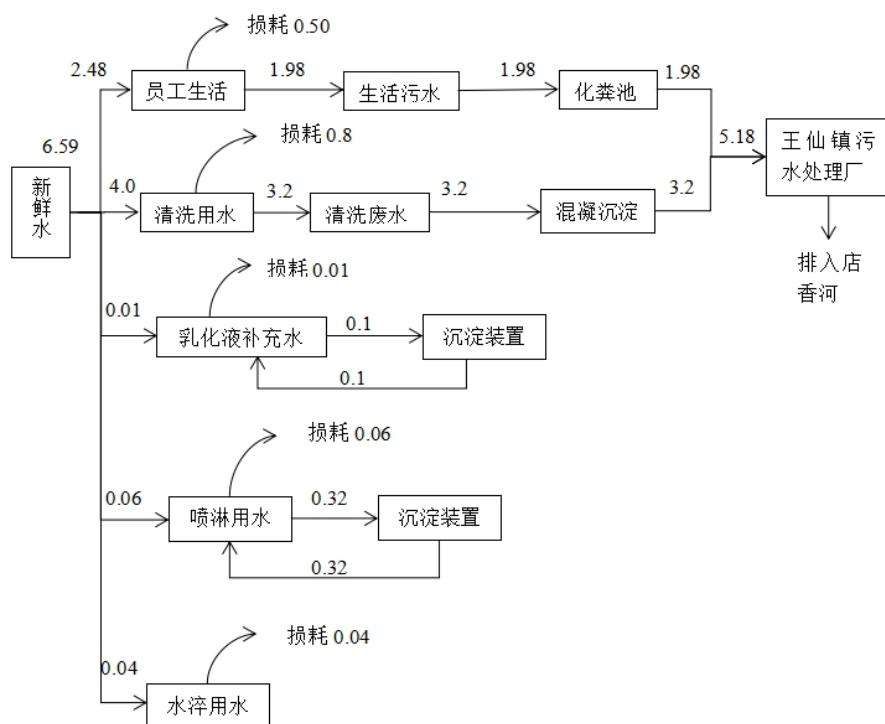 损耗 0.50
2.48
员工生活
1.98
生活污水
1.98
化粪池
1.98
6.59
新鲜水
损耗 0.8
4.0
清洗用水
3.2
清洗废水
3.2
混凝沉淀
3.2
5.18
王仙镇污
水处理厂
排入店
香河
损耗 0.01
0.01
乳化液补充水
0.1
沉淀装置
0.1
损耗 0.06
0.06
喷淋用水
0.32
沉淀装置
0.32
损耗 0.04
0.04
水淬用水